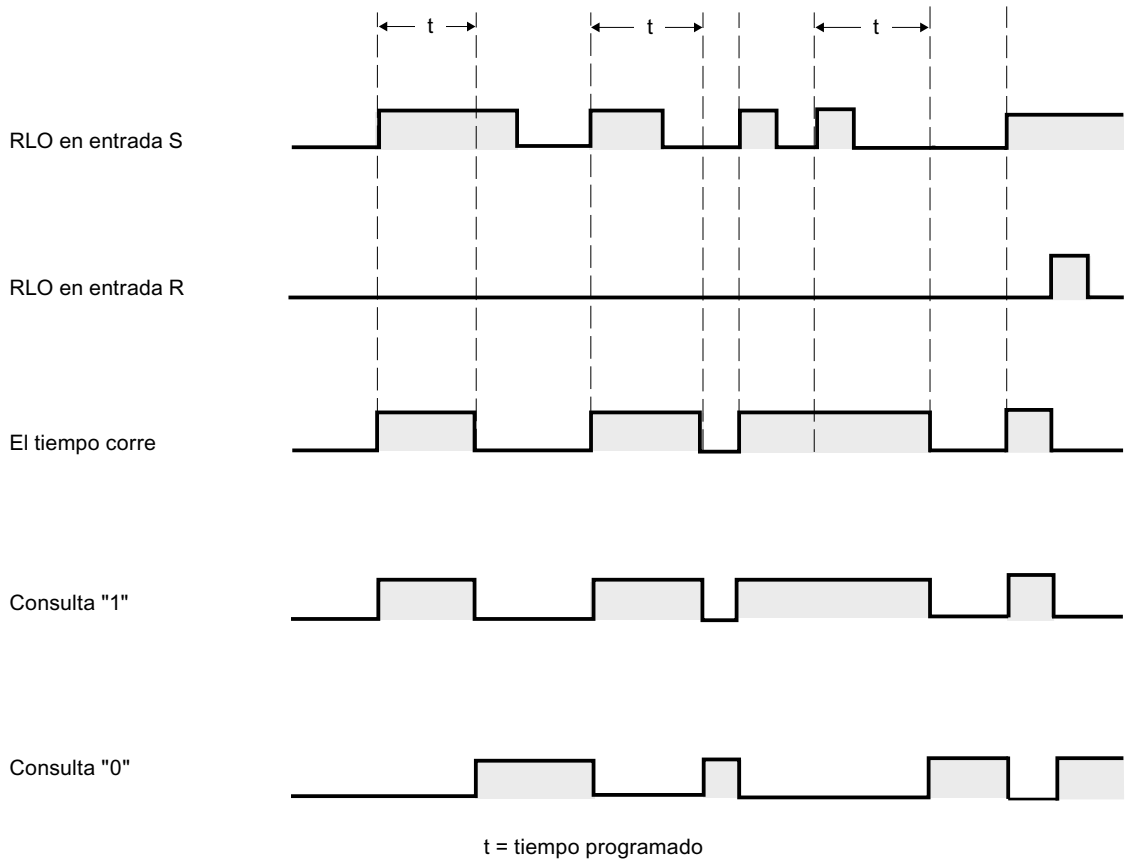 t t t
RLO en entrada S
RLO en entrada R
El tiempo corre
Consulta "1"
Consulta "0"
t = tiempo programado